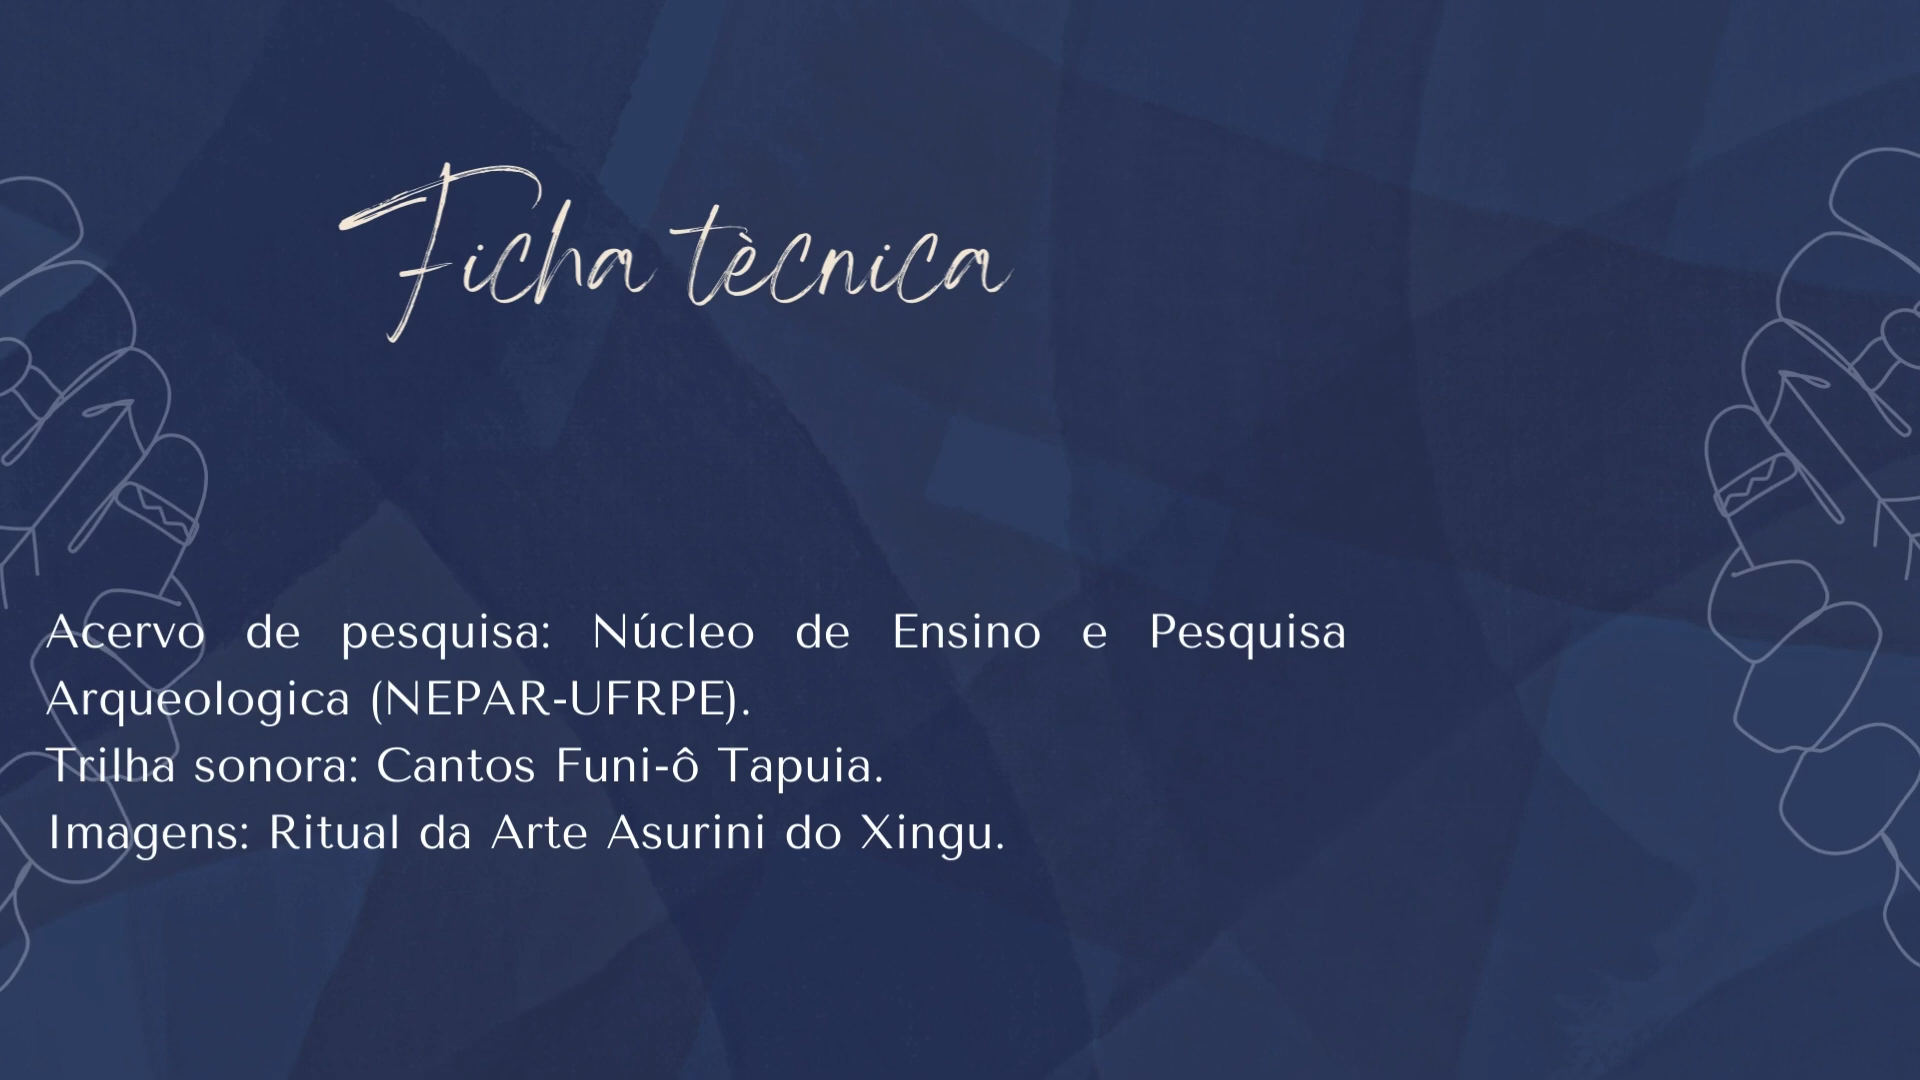 Ficha tècnica
Acervo de pesquisa: Núcleo de Ensino e Pesquisa
Arqueologica (NEPAR-UFRPE).
Trilha sonora: Cantos Funi-ô Tapuia.
Imagens: Ritual da Arte Asurini do Xingu.